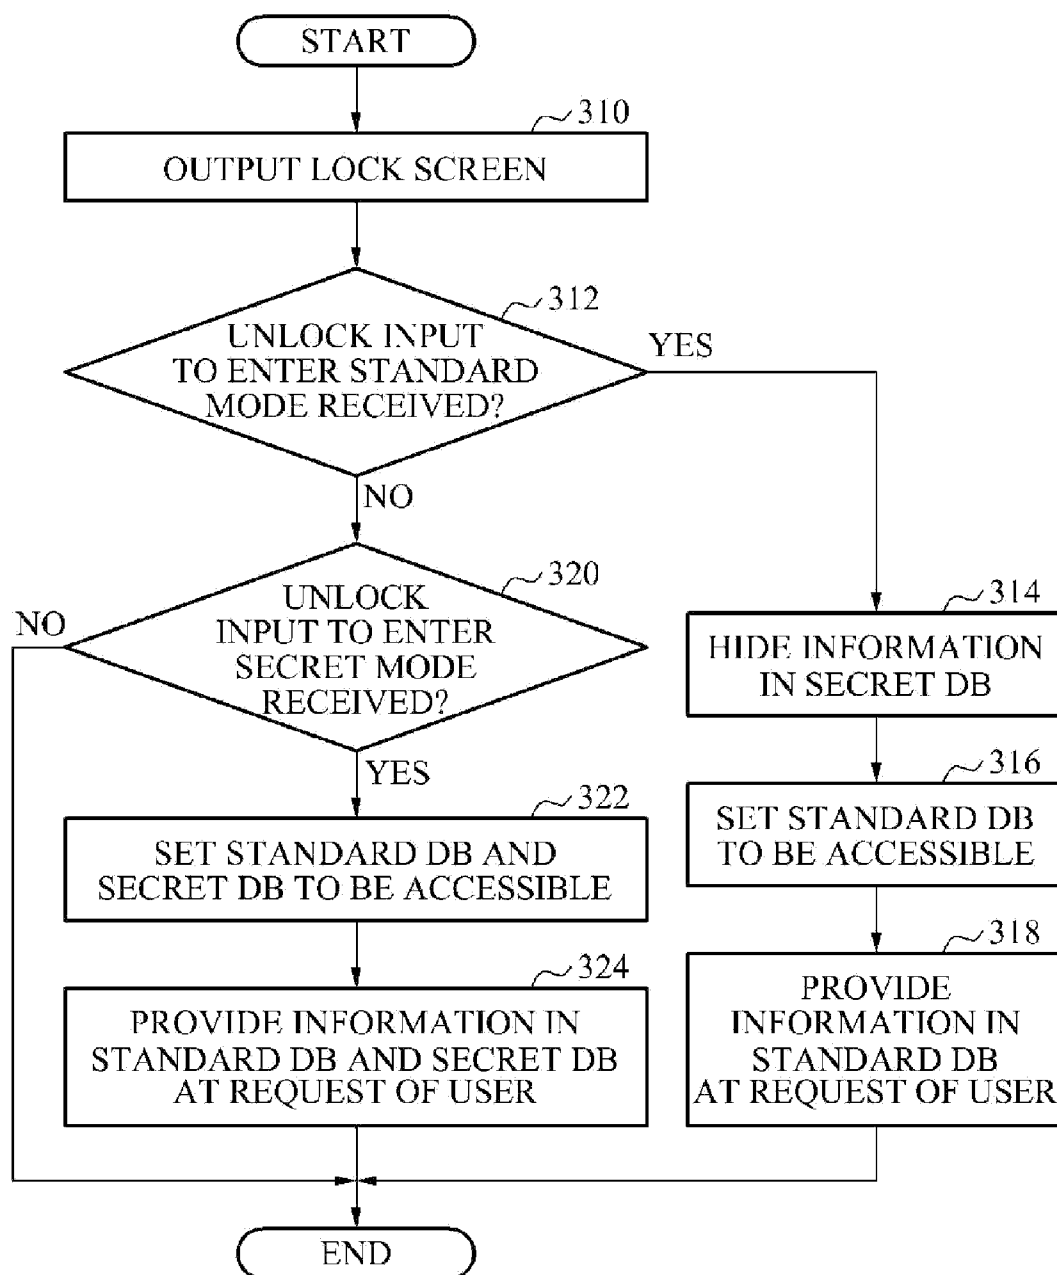 START
310
OUTPUT LOCK SCREEN
312
UNLOCK INPUT
TO ENTER STANDARD
MODE RECEIVED?
YES
NO
320
UNLOCK
INPUT TO ENTER
SECRET MODE
RECEIVED?
NO
YES
314
HIDE INFORMATION
IN SECRET DB
316
SET STANDARD DB
TO BE ACCESSIBLE
322
SET STANDARD DB AND
SECRET DB TO BE ACCESSIBLE
318
PROVIDE
INFORMATION IN
STANDARD DB
AT REQUEST OF USER
324
PROVIDE INFORMATION IN
STANDARD DB AND SECRET DB
AT REQUEST OF USER
END